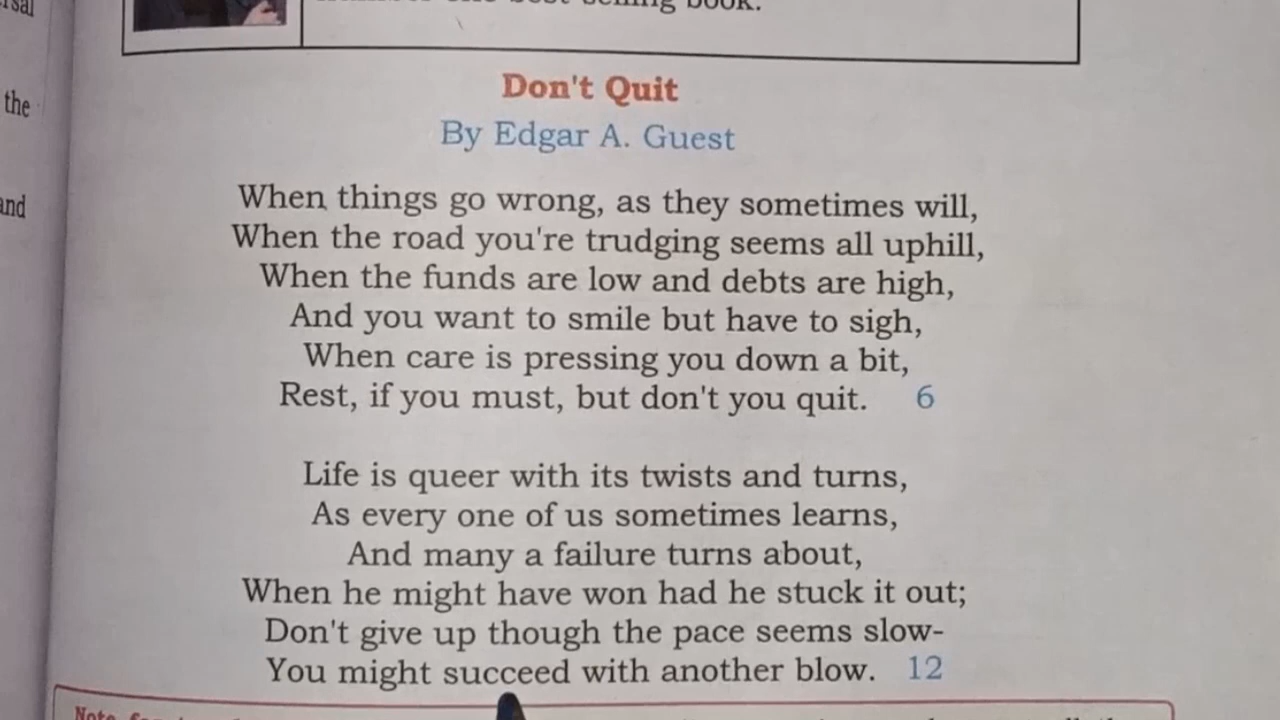 selling book.
the
and
Don't Quit
By Edgar A. Guest
When things go wrong, as they sometimes will,
When the road you're trudging seems all uphill,
When the funds are low and debts are high,
And you want to smile but have to sigh,
When care is pressing you down a bit,
Rest, if you must, but don't you quit. 6
Life is queer with its twists and turns,
As every one of us sometimes learns,
And many a failure turns about,
When he might have won had he stuck it out;
Don't give up though the pace seems slow-
You might succeed with another blow. 12
Note